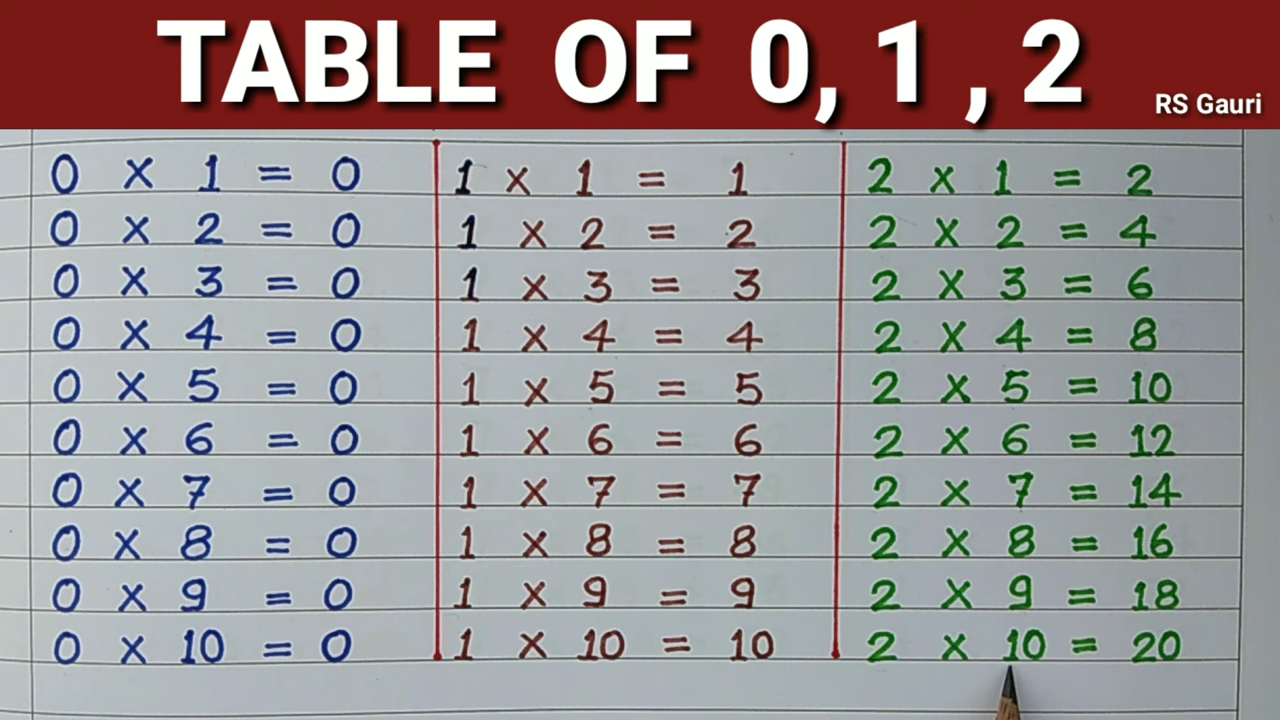 TABLE OF 0, 1 , 2
RS Gauri
0 × 1 = 0
0 × 2 = 0
0 × 3 = 0
0 × 4 = 0
0 × 5 = 0
0 × 6 = 0
0 × 7 = 0
0 × 8 = 0
0 × 9 = 0
0 × 10 = 0
1 × 1 = 1
1 × 2 = 2
1 × 3 = 3
1 × 4 = 4
1 × 5 = 5
1 × 6 = 6
1 × 7 = 7
1 × 8 = 8
1 × 9 = 9
1 × 10 = 10
2 × 1 = 2
2 × 2 = 4
2 × 3 = 6
2 × 4 = 8
2 × 5 = 10
2 × 6 = 12
2 × 7 = 14
2 × 8 = 16
2 × 9 = 18
2 × 10 = 20